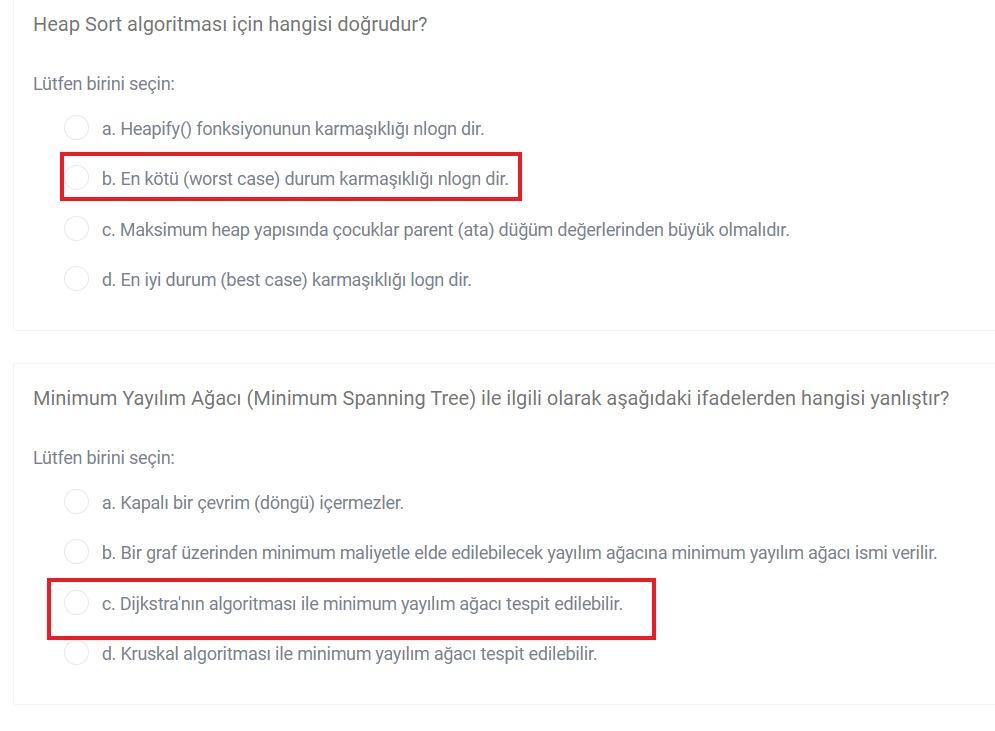 Heap Sort algoritması için hangisi doğrudur?
Lütfen birini seçin:
a. Heapify() fonksiyonunun karmaşıklığı nlogn dir.
b. En kötü (worst case) durum karmaşıklığı nlogn dir.
c. Maksimum heap yapısında çocuklar parent (ata) düğüm değerlerinden büyük olmalıdır.
d. En iyi durum (best case) karmaşıklığı logn dir.
Minimum Yayılım Ağacı (Minimum Spanning Tree) ile ilgili olarak aşağıdaki ifadelerden hangisi yanlıştır?
Lütfen birini seçin:
a. Kapalı bir çevrim (döngü) içermezler.
b. Bir graf üzerinden minimum maliyetle elde edilebilecek yayılım ağacına minimum yayılım ağacı ismi verilir.
c. Dijkstra'nın algoritması ile minimum yayılım ağacı tespit edilebilir.
d. Kruskal algoritması ile minimum yayılım ağacı tespit edilebilir.